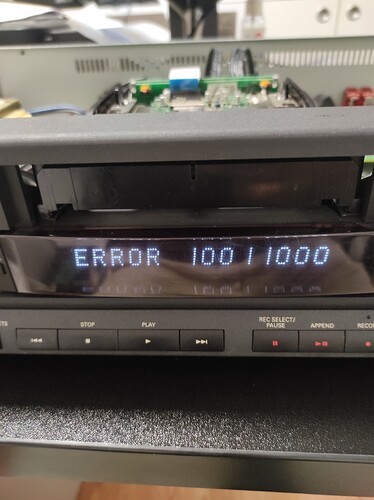 ERROR 10011000
STOP PLAY
REC SELECT/
PAUSE APPEND